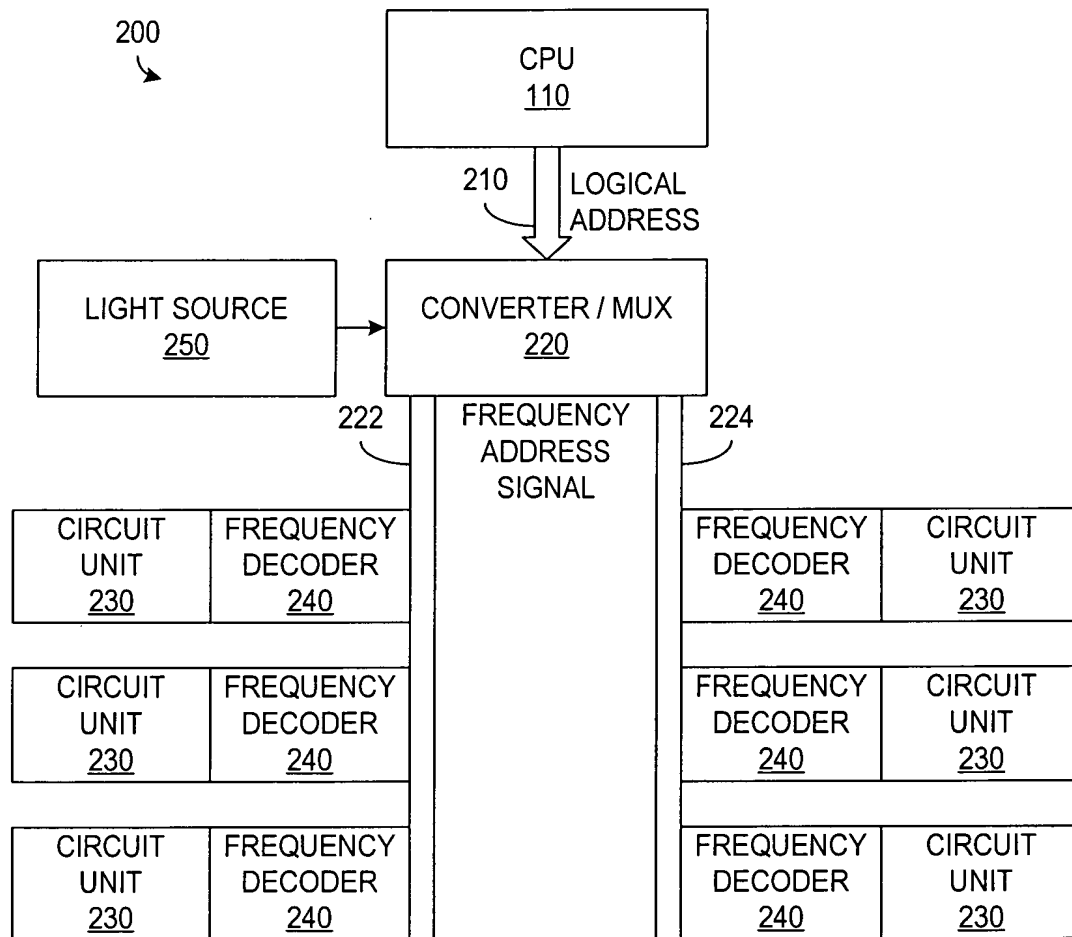 200
CPU
110
210
LOGICAL
ADDRESS
LIGHT SOURCE
250
CONVERTER / MUX
220
222
FREQUENCY
ADDRESS
SIGNAL
224
CIRCUIT
UNIT
230
FREQUENCY
DECODER
240
FREQUENCY
DECODER
240
CIRCUIT
UNIT
230
CIRCUIT
UNIT
230
FREQUENCY
DECODER
240
FREQUENCY
DECODER
240
CIRCUIT
UNIT
230
CIRCUIT
UNIT
230
FREQUENCY
DECODER
240
FREQUENCY
DECODER
240
CIRCUIT
UNIT
230